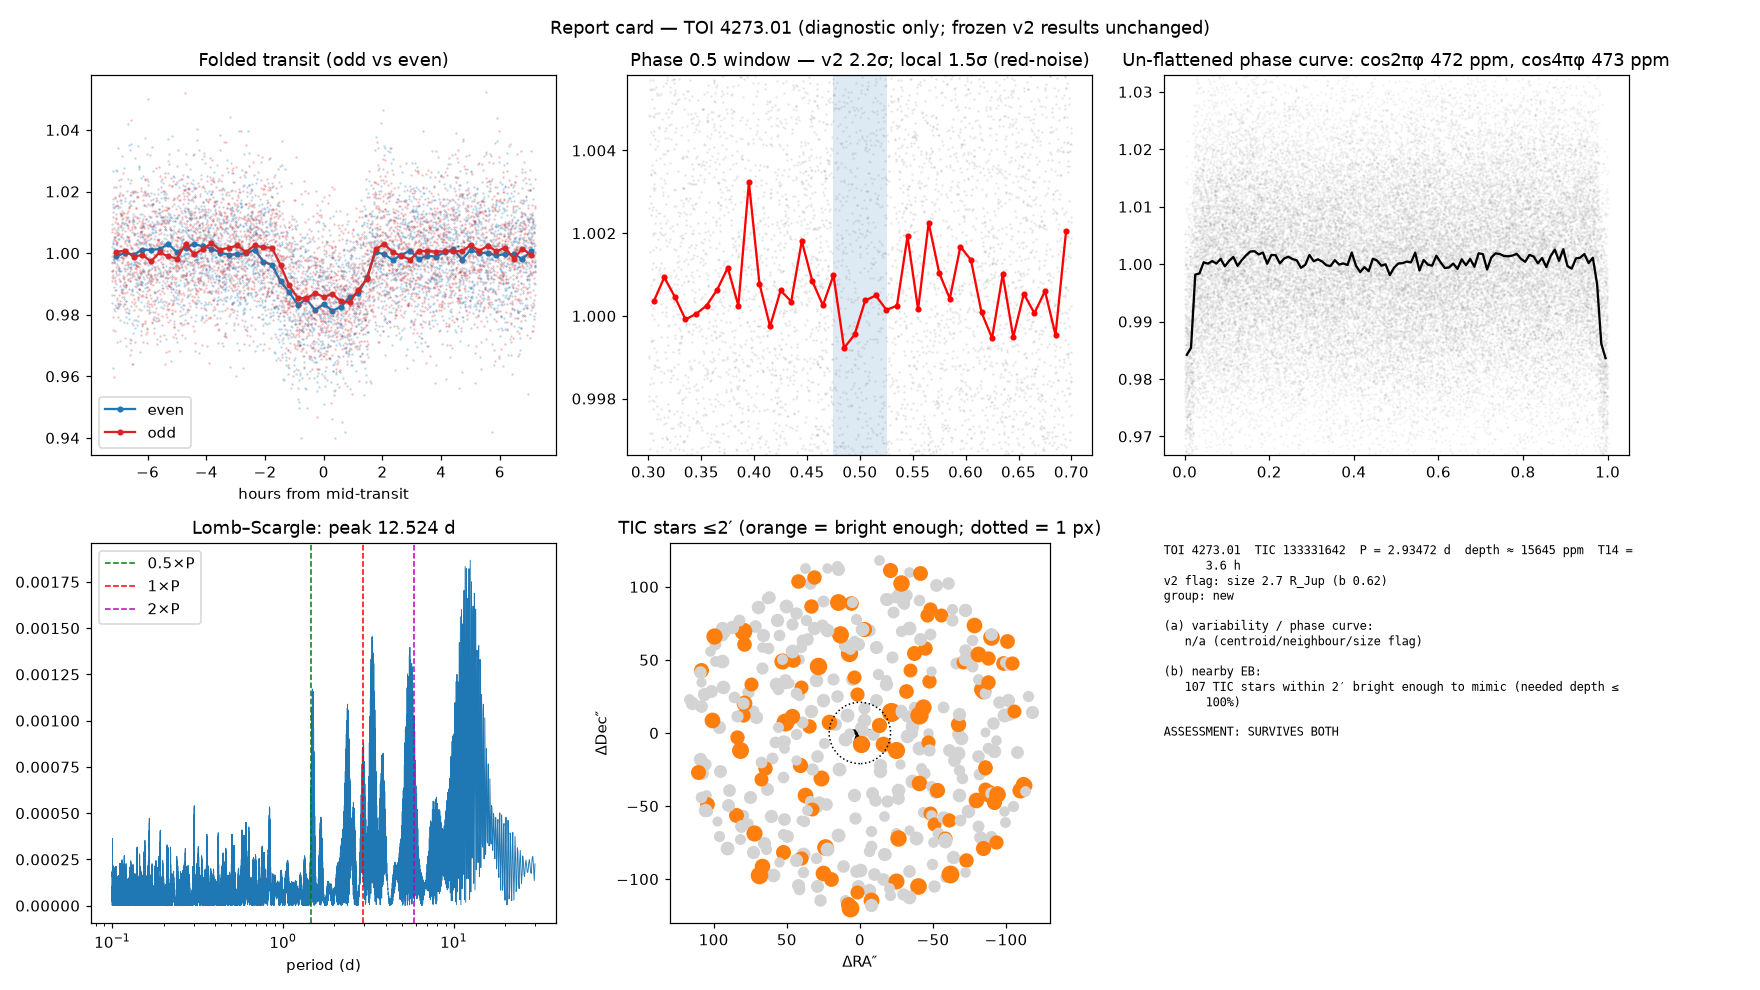 Report card — TOI 4273.01 (diagnostic only; frozen v2 results unchanged)
Folded transit (odd vs even)
1.04
1.02
1.00
0.98
0.96
0.94
even
odd
−6
−4
−2
0
2
4
6
hours from mid-transit
Phase 0.5 window — v2 2.2σ; local 1.5σ (red-noise)
1.004
1.002
1.000
0.998
0.30
0.35
0.40
0.45
0.50
0.55
0.60
0.65
0.70
Un-flattened phase curve: cos2πφ 472 ppm, cos4πφ 473 ppm
1.03
1.02
1.01
1.00
0.99
0.98
0.97
0.0
0.2
0.4
0.6
0.8
1.0
Lomb–Scargle: peak 12.524 d
0.00175
0.00150
0.00125
0.00100
0.00075
0.00050
0.00025
0.00000
0.5×P
1×P
2×P
10⁻¹
10⁰
10¹
period (d)
TIC stars ≤2′ (orange = bright enough; dotted = 1 px)
ΔDec″
100
50
0
−50
−100
100
50
0
−50
−100
ΔRA″
TOI 4273.01  TIC 133331642  P = 2.93472 d  depth ≈ 15645 ppm  T14 =
3.6 h
v2 flag: size 2.7 R_Jup (b 0.62)
group: new
(a) variability / phase curve:
n/a (centroid/neighbour/size flag)
(b) nearby EB:
107 TIC stars within 2′ bright enough to mimic (needed depth ≤
100%)
ASSESSMENT: SURVIVES BOTH